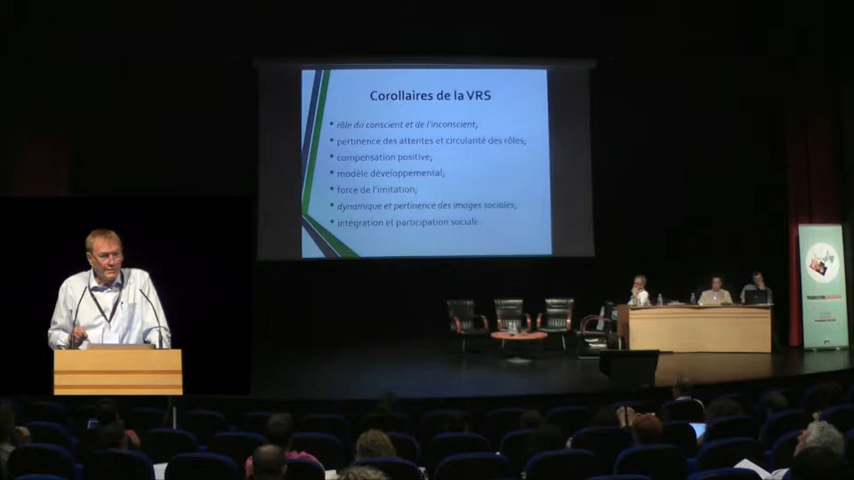 Corollaires de la VRS
• rôle du conscient et de l'inconscient;
• pertinence des attentes et circularité des rôles;
• compensation positive;
• modèle développemental;
• force de l'imitation;
• dynamique et pertinence des images sociales;
• intégration et participation sociale.